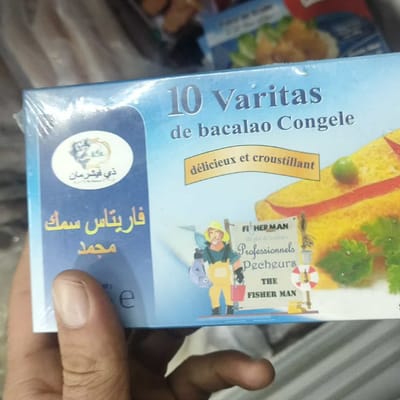 10 Varitas
de bacalao Congele
délicieux et croustillant
ذي فيشرمان
فاريتاس سمك
مجمد
FISHERMAN
Professionnels
Pecheurs
THE
FISHER MAN
e